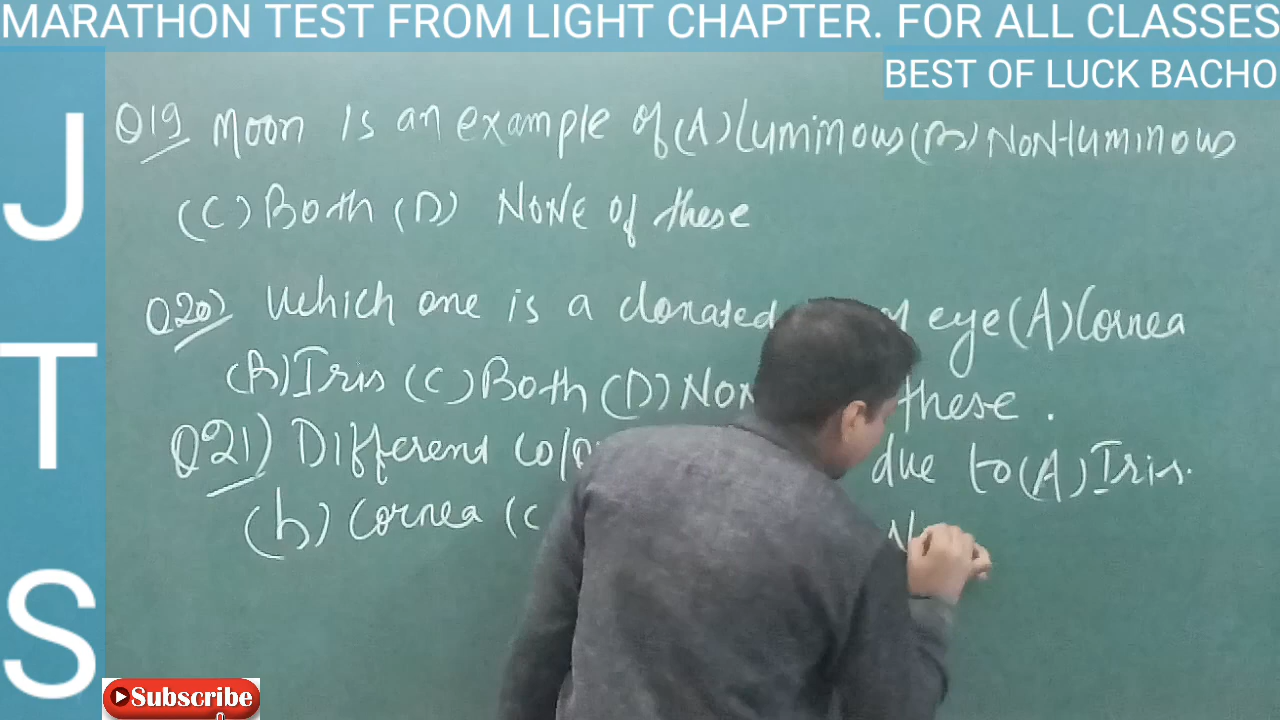 MARATHON TEST FROM LIGHT CHAPTER. FOR ALL CLASSES
BEST OF LUCK BACHO
J
T
S
Q19 Moon is an example of (A) Luminous (B) NON-luminous
(C) Both (D) NONE of these
Q20) Which one is a donated of eye (A) Cornea
(B) Iris (C) Both (D) these .
Q21) Different due to (A) Iris.
(b) Cornea (c
Subscribe